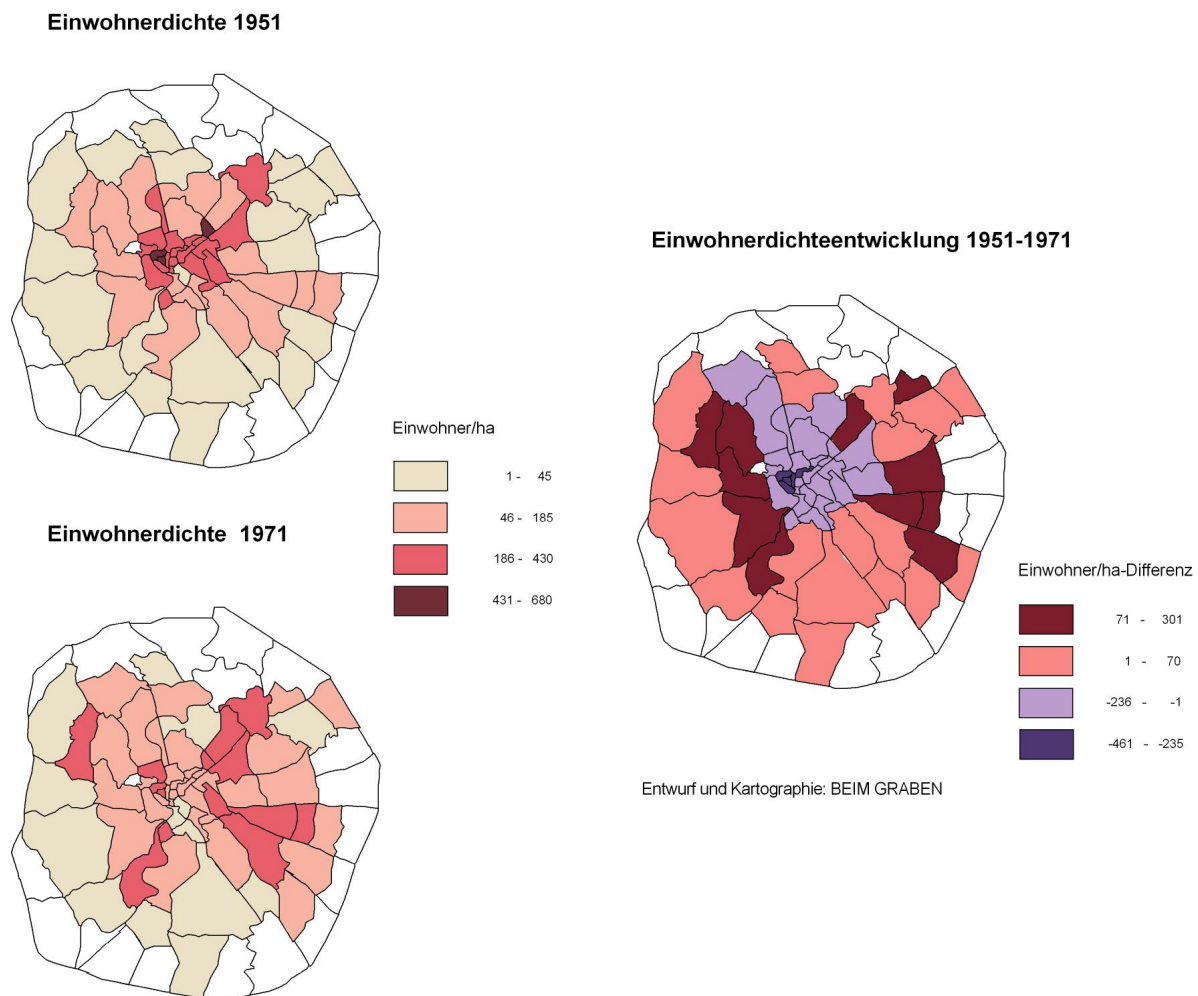 Einwohnerdichte 1951
Einwohner/ha
1 - 45
46 - 185
186 - 430
431 - 680
Einwohnerdichte 1971
Einwohnerdichteentwicklung 1951-1971
Einwohner/ha-Differenz
71 - 301
1 - 70
-236 - -1
-461 - -235
Entwurf und Kartographie: BEIM GRABEN